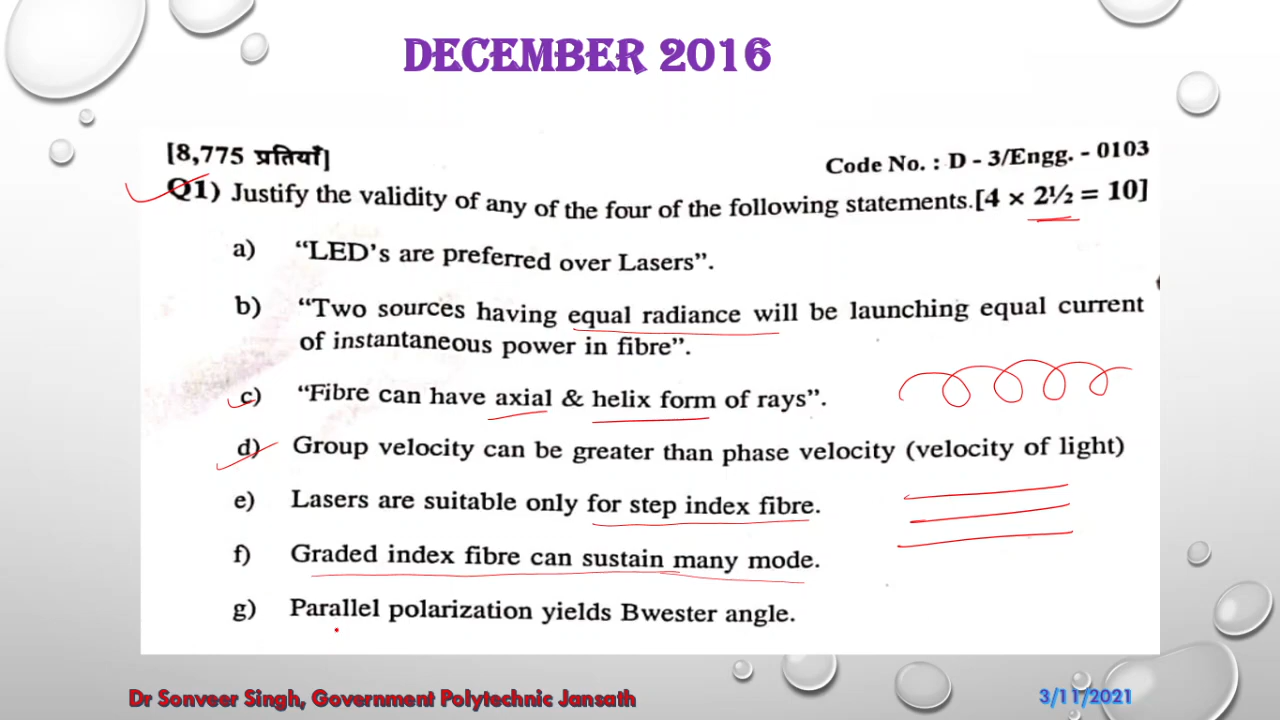 DECEMBER 2016
[8,775 प्रतियाँ]
Code No. : D - 3/Engg. - 0103
Q1) Justify the validity of any of the four of the following statements.[4 × 2½ = 10]
a) “LED’s are preferred over Lasers”.
b) “Two sources having equal radiance will be launching equal current
of instantaneous power in fibre”.
c) “Fibre can have axial & helix form of rays”.
d) Group velocity can be greater than phase velocity (velocity of light)
e) Lasers are suitable only for step index fibre.
f) Graded index fibre can sustain many mode.
g) Parallel polarization yields Bwester angle.
Dr Sonveer Singh, Government Polytechnic Jansath
3/11/2021